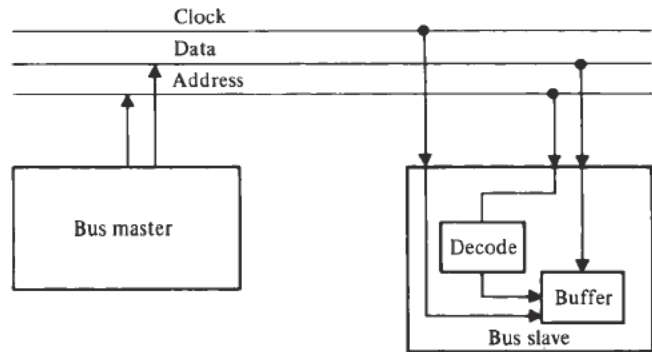 Clock
Data
Address
Bus master
Decode
Buffer
Bus slave